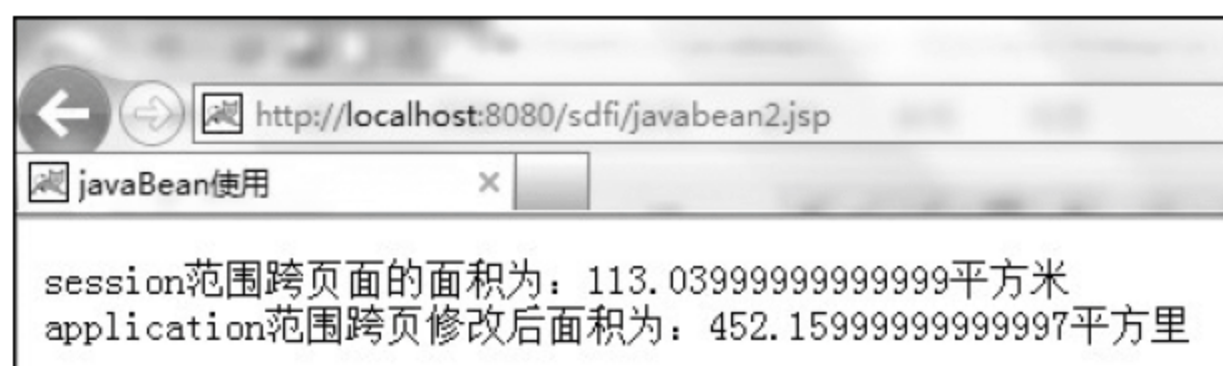 http://localhost:8080/sdfi/javabean2.jsp
javaBean使用
session范围跨页面的面积为：113.03999999999999平方米
application范围跨页修改后面积为：452.15999999999997平方里